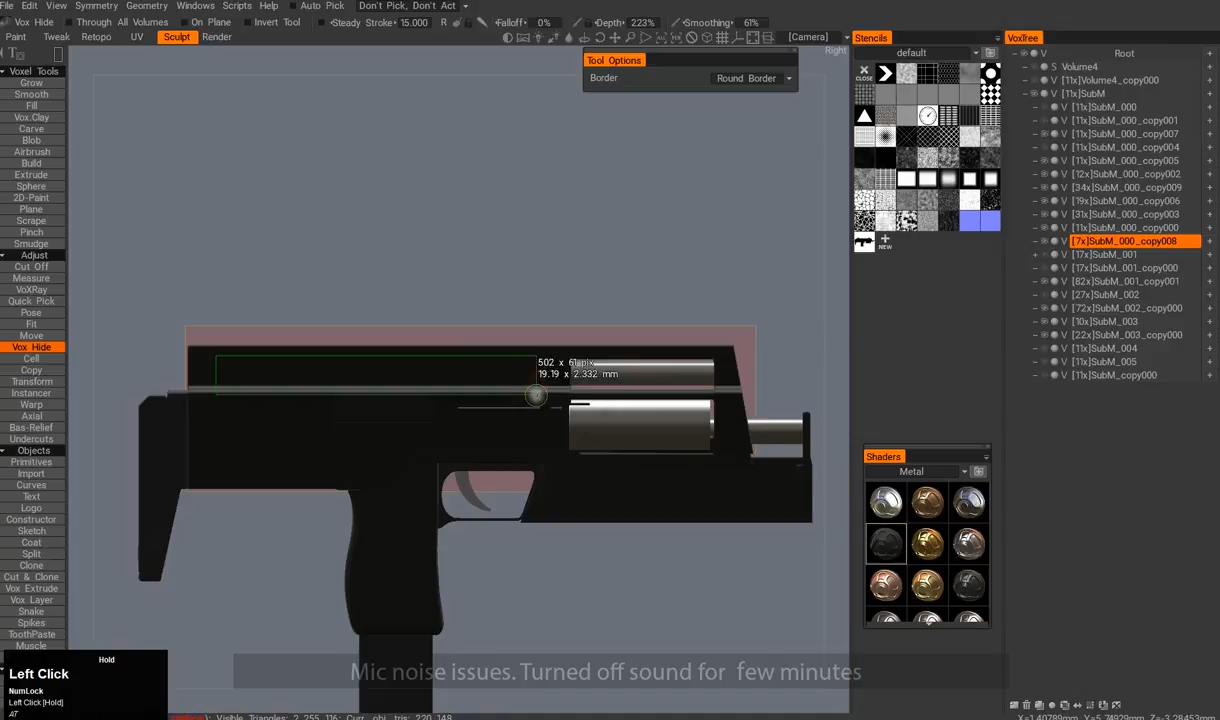 File Edit View Symmetry Geometry Windows Scripts Help Auto Pick Don't Pick, Don't Act
Vox Hide Through All Volumes On Plane Invert Tool Steady Stroke 15.000 R Falloff 0% Depth: 223% Smoothing: 61%
Paint Tweak Retopo UV Sculpt Render [Camera]
Right
Voxel Tools
Grow
Smooth
Fill
Vox.Clay
Carve
Blob
Airbrush
Build
Extrude
Sphere
2D-Paint
Plane
Scrape
Pinch
Smudge
Adjust
Cut Off
Measure
VoXRay
Quick Pick
Pose
Fit
Move
Vox Hide
Cell
Copy
Transform
Instancer
Warp
Axial
Bas-Relief
Undercuts
Objects
Primitives
Import
Curves
Text
Logo
Constructor
Sketch
Coat
Split
Clone
Cut & Clone
Vox Extrude
Vox Layer
Snake
Spikes
ToothPaste
Muscle
Tool Options
Border Round Border
502 x 61 pix
19.19 x 2.332 mm
Stencils
default
CLOSE
NEW
Shaders
Metal
VoxTree
V Root
S Volume4
V [11x]Volume4_copy000
V [11x]SubM
V [11x]SubM_000
V [11x]SubM_000_copy001
V [11x]SubM_000_copy007
V [11x]SubM_000_copy004
V [11x]SubM_000_copy005
V [12x]SubM_000_copy002
V [34x]SubM_000_copy009
V [19x]SubM_000_copy006
V [31x]SubM_000_copy003
V [11x]SubM_000_copy000
V [7x]SubM_000_copy008
V [17x]SubM_001
V [17x]SubM_001_copy000
V [82x]SubM_001_copy001
V [27x]SubM_002
V [72x]SubM_002_copy000
V [10x]SubM_003
V [22x]SubM_003_copy000
V [11x]SubM_004
V [11x]SubM_005
V [11x]SubM_copy000
Hold
Left Click
NumLock
Left Click [Hold]
Mic noise issues. Turned off sound for few minutes